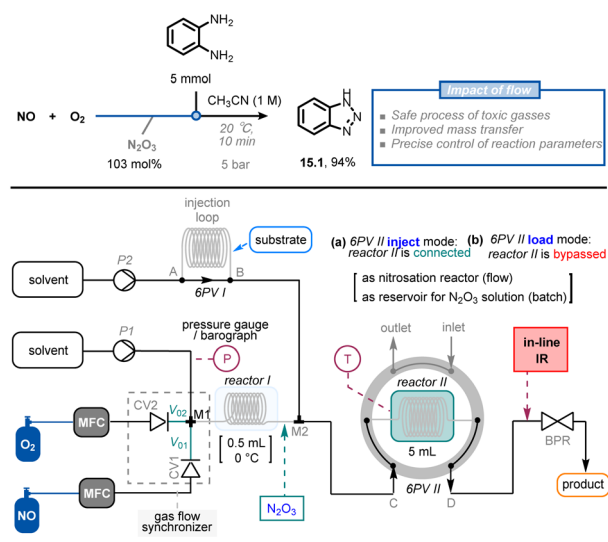 NH₂
NH₂
5 mmol
NO + O₂
CH₃CN (1 M)
N₂O₃
103 mol%
20 °C,
10 min
5 bar
H
N
N
N
15.1, 94%
Impact of flow
■ Safe process of toxic gasses
■ Improved mass transfer
■ Precise control of reaction parameters
injection
loop
substrate
solvent
P2
A
B
6PV I
(a) 6PV II inject mode:
reactor II is connected
(b) 6PV II load mode:
reactor II is bypassed
as nitrosation reactor (flow)
as reservoir for N₂O₃ solution (batch)
solvent
P1
pressure gauge
/ barograph
P
outlet
inlet
T
in-line
IR
reactor I
reactor II
CV2
V02
M1
M2
O₂
MFC
V01
CV1
0.5 mL
0 °C
5 mL
BPR
NO
MFC
gas flow
synchronizer
N₂O₃
C
D
6PV II
product